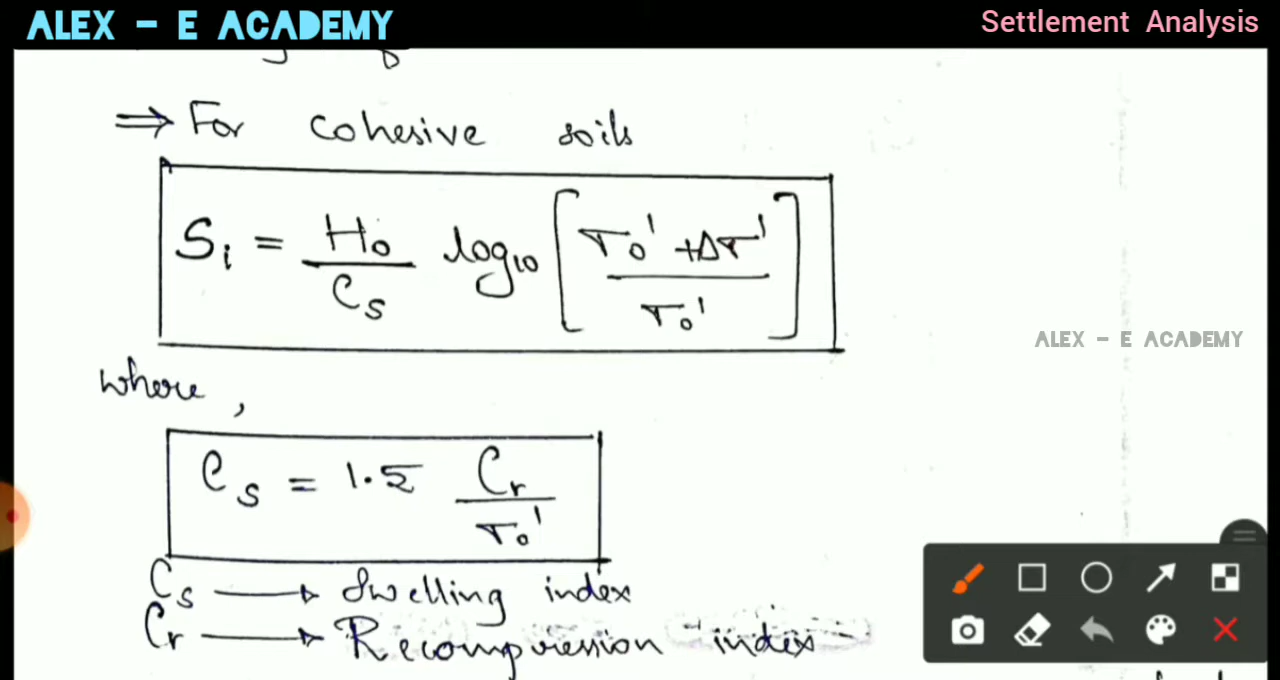 ALEX - E ACADEMY
Settlement Analysis
⇒ For cohesive soils
Si = H₀ / Cs log₁₀ [ (σ₀' + Δσ') / σ₀' ]
ALEX - E ACADEMY
where,
Cs = 1.5 Cr / σ₀'
Cs → Swelling index
Cr → Recompression index